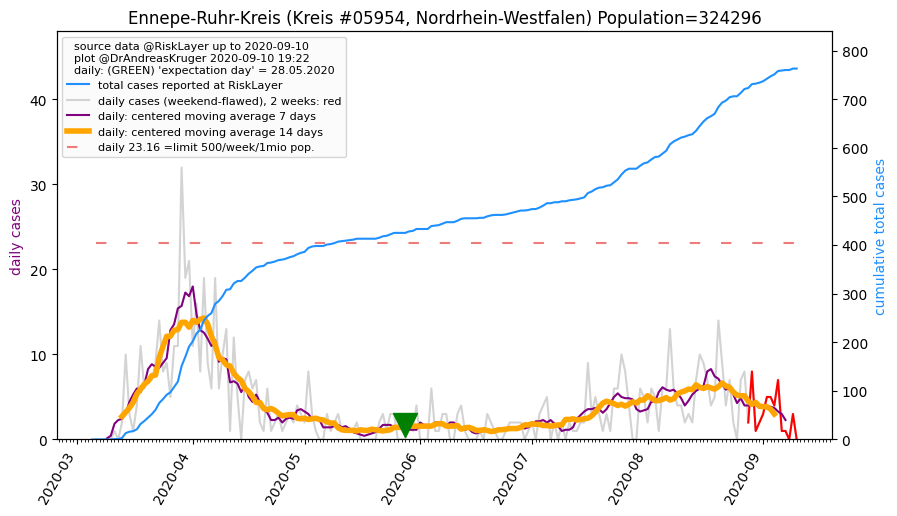 Ennepe-Ruhr-Kreis (Kreis #05954, Nordrhein-Westfalen) Population=324296
source data @RiskLayer up to 2020-09-10
plot @DrAndreasKruger 2020-09-10 19:22
daily: (GREEN) 'expectation day' = 28.05.2020
total cases reported at RiskLayer
daily cases (weekend-flawed), 2 weeks: red
daily: centered moving average 7 days
daily: centered moving average 14 days
daily 23.16 =limit 500/week/1mio pop.
daily cases
40
30
20
10
0
cumulative total cases
800
700
600
500
400
300
200
100
0
2020-03
2020-04
2020-05
2020-06
2020-07
2020-08
2020-09